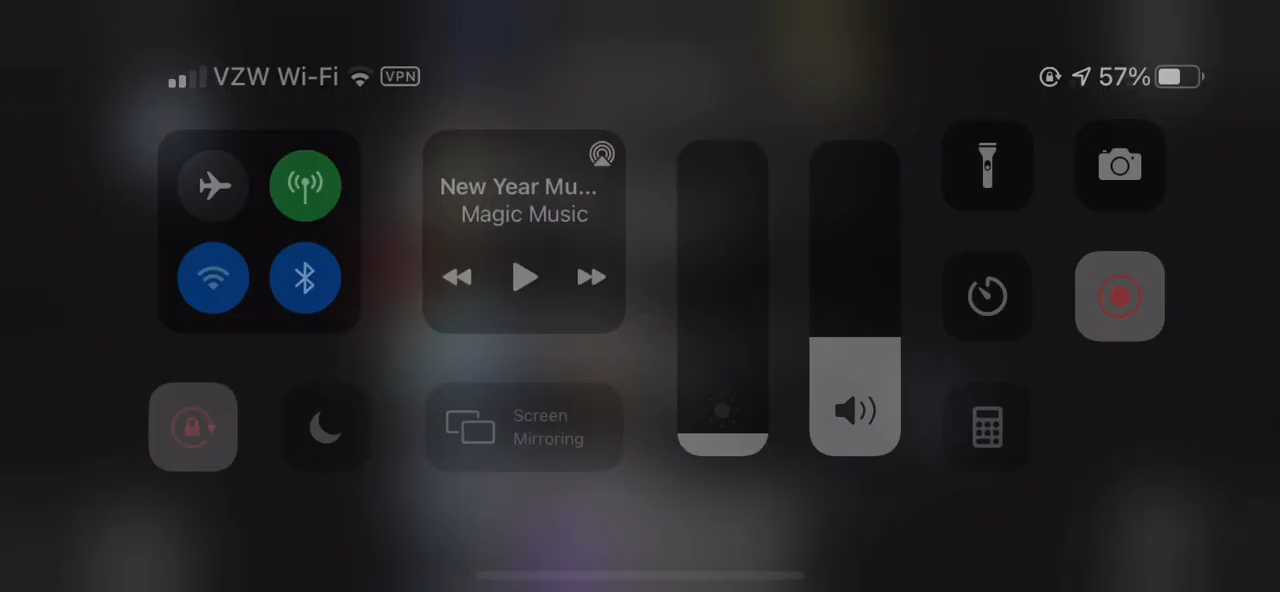 VZW Wi-Fi VPN
57%
New Year Mu...
Magic Music
Screen
Mirroring